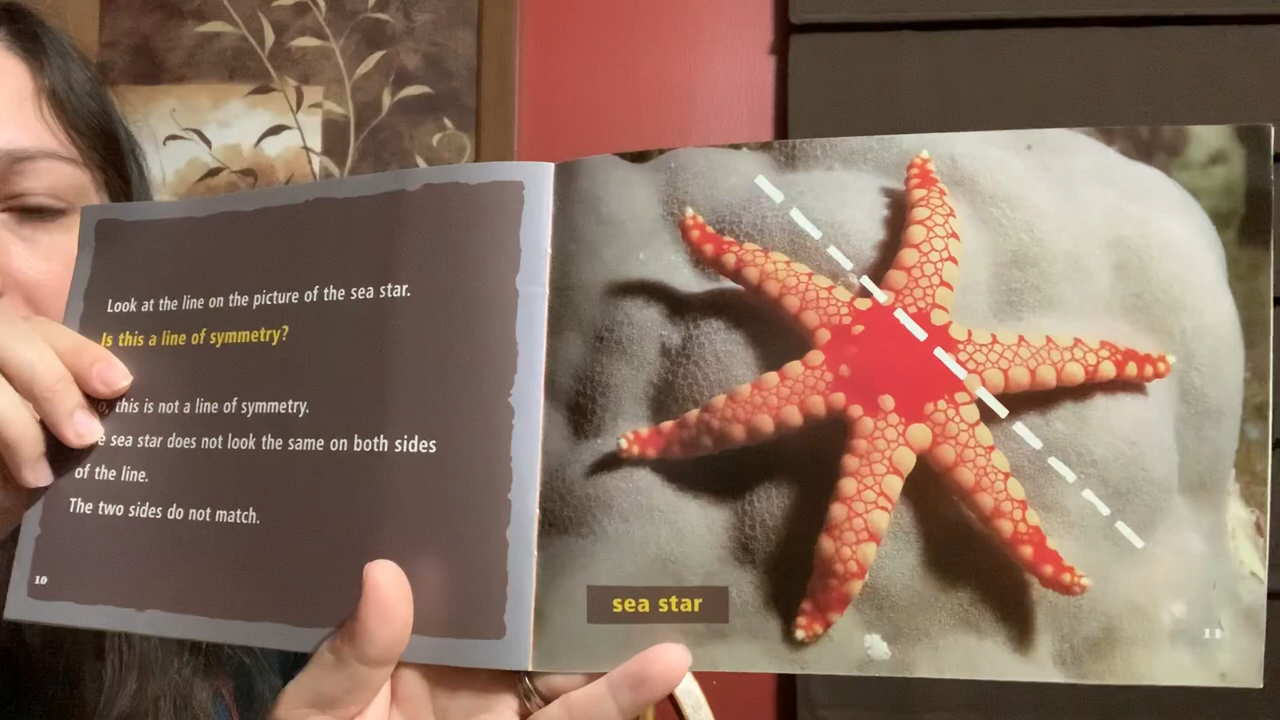 Look at the line on the picture of the sea star.
Is this a line of symmetry?
this is not a line of symmetry.
sea star does not look the same on both sides
of the line.
The two sides do not match.
10
sea star
11